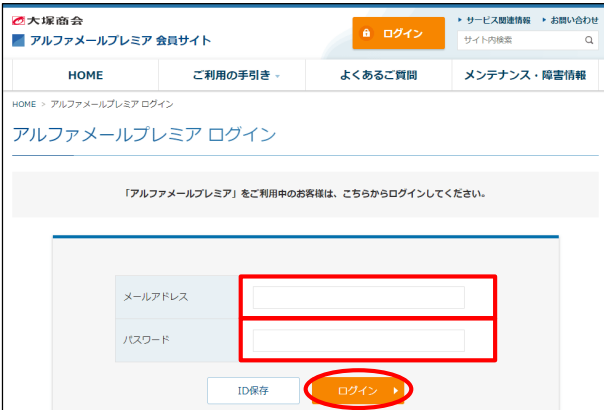 大塚商会
アルファメールプレミア 会員サイト
ログイン
サービス関連情報 お問い合わせ
サイト内検索
HOME ご利用の手引き よくあるご質問 メンテナンス・障害情報
HOME > アルファメールプレミア ログイン
アルファメールプレミア ログイン
「アルファメールプレミア」をご利用中のお客様は、こちらからログインしてください。
メールアドレス
パスワード
ID保存 ログイン